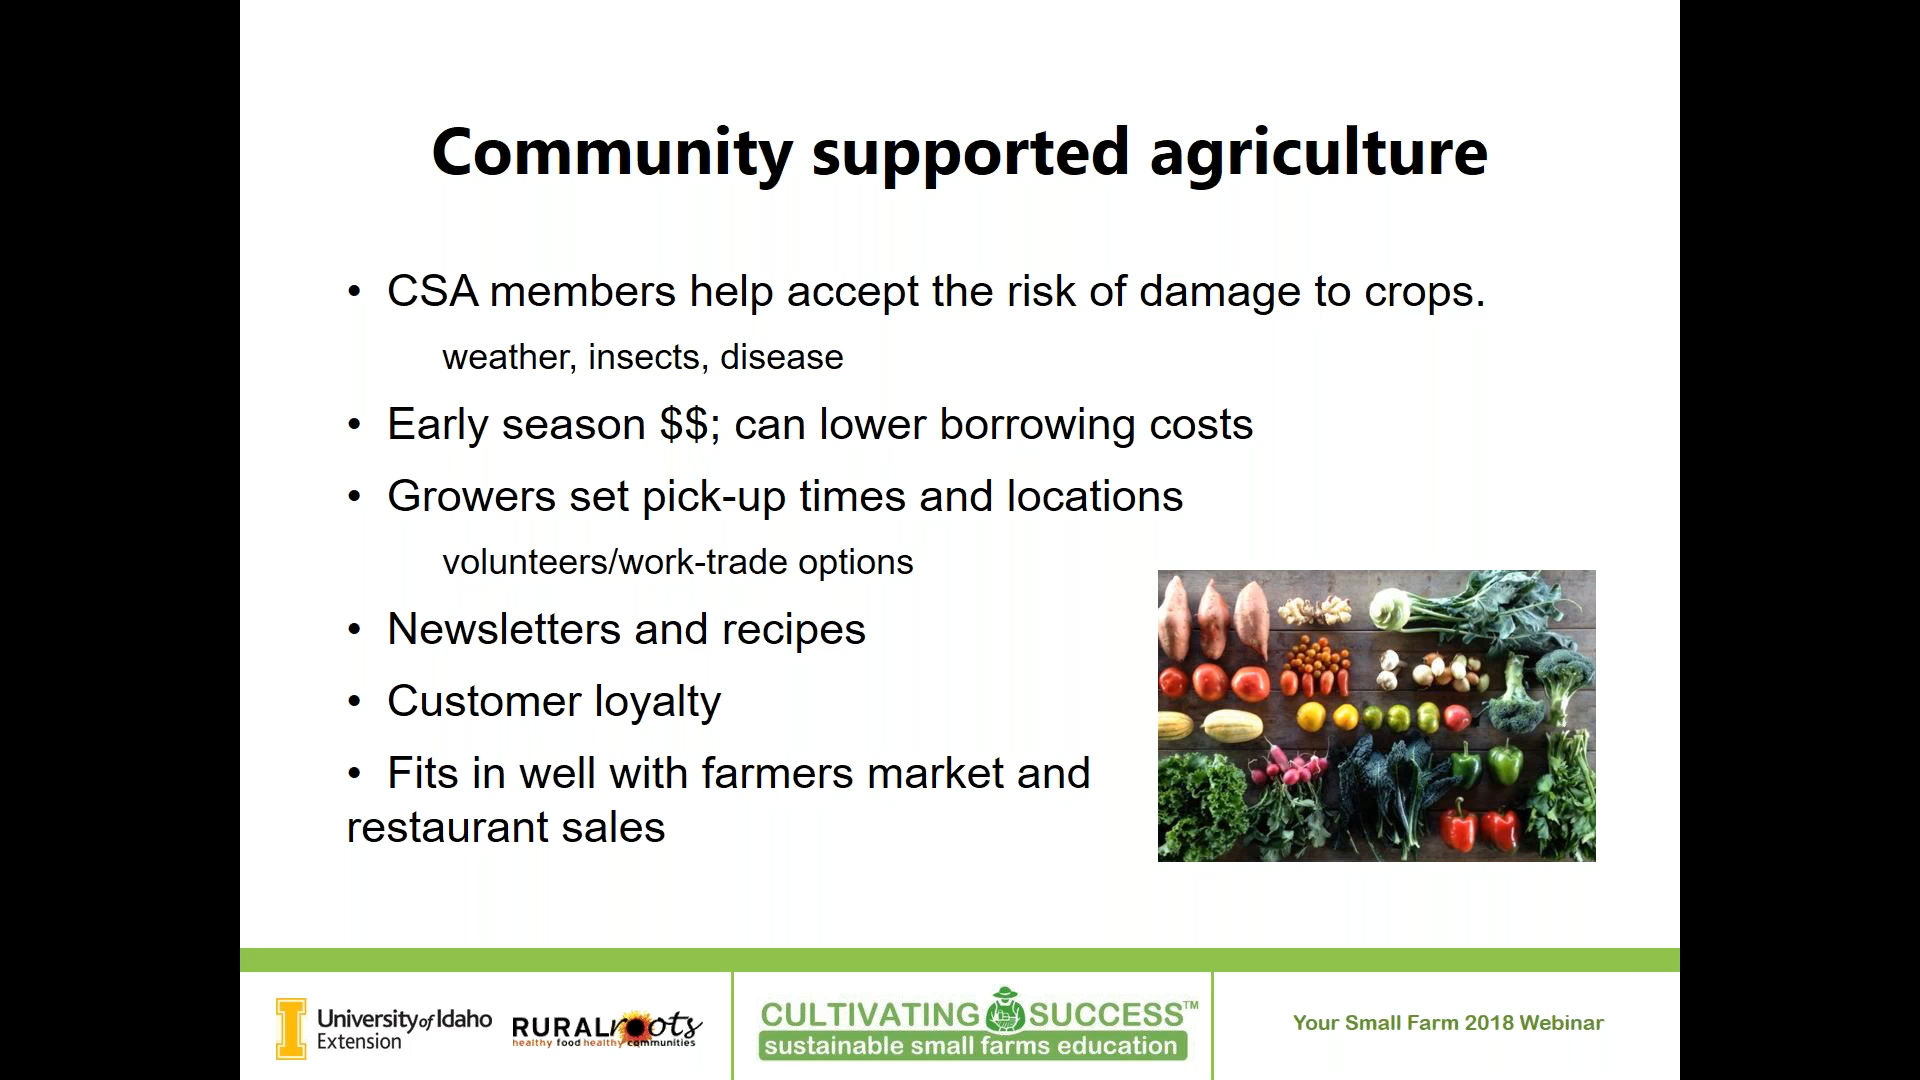 Community supported agriculture
• CSA members help accept the risk of damage to crops.
weather, insects, disease
• Early season $$; can lower borrowing costs
• Growers set pick-up times and locations
volunteers/work-trade options
• Newsletters and recipes
• Customer loyalty
• Fits in well with farmers market and
restaurant sales
University of Idaho
Extension
RURALroots
healthy food healthy communities
CULTIVATING SUCCESS™
sustainable small farms education
Your Small Farm 2018 Webinar